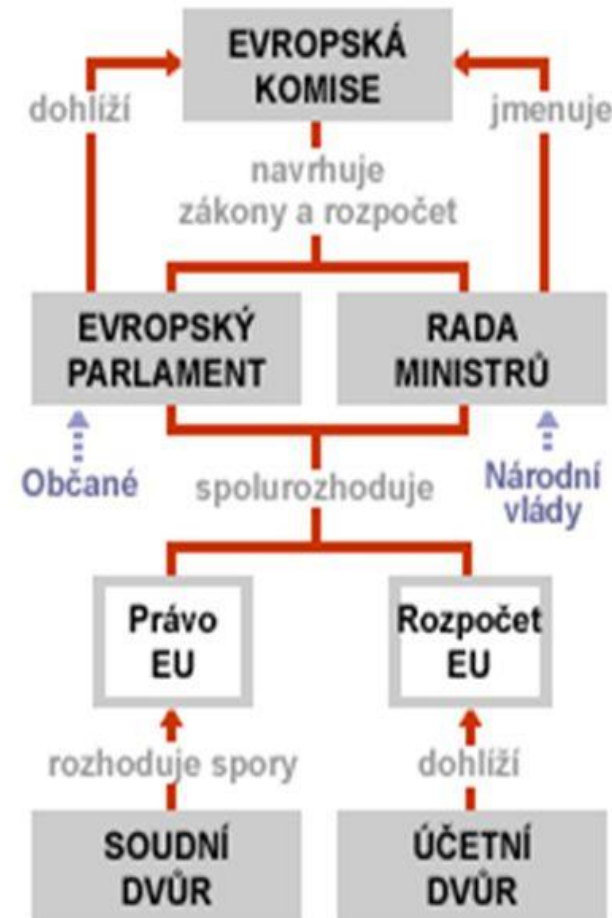 EVROPSKÁ
KOMISE
dohlíží
jmenuje
navrhuje
zákony a rozpočet
EVROPSKÝ
PARLAMENT
RADA
MINISTRŮ
Občané
spolurozhoduje
Národní
vlády
Právo
EU
Rozpočet
EU
rozhoduje spory
dohlíží
SOUDNÍ
DVŮR
ÚČETNÍ
DVŮR